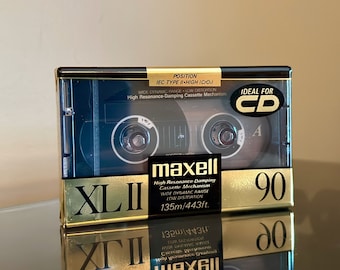 POSITION
IEC TYPE II • HIGH (CrO₂)
WIDE DYNAMIC RANGE • LOW DISTORTION
High Resonance-Damping Cassette Mechanism
IDEAL FOR
CD
A
maxell
High Resonance-Damping
Cassette Mechanism
WIDE DYNAMIC RANGE
LOW DISTORTION
135m/443ft.
XLII
90